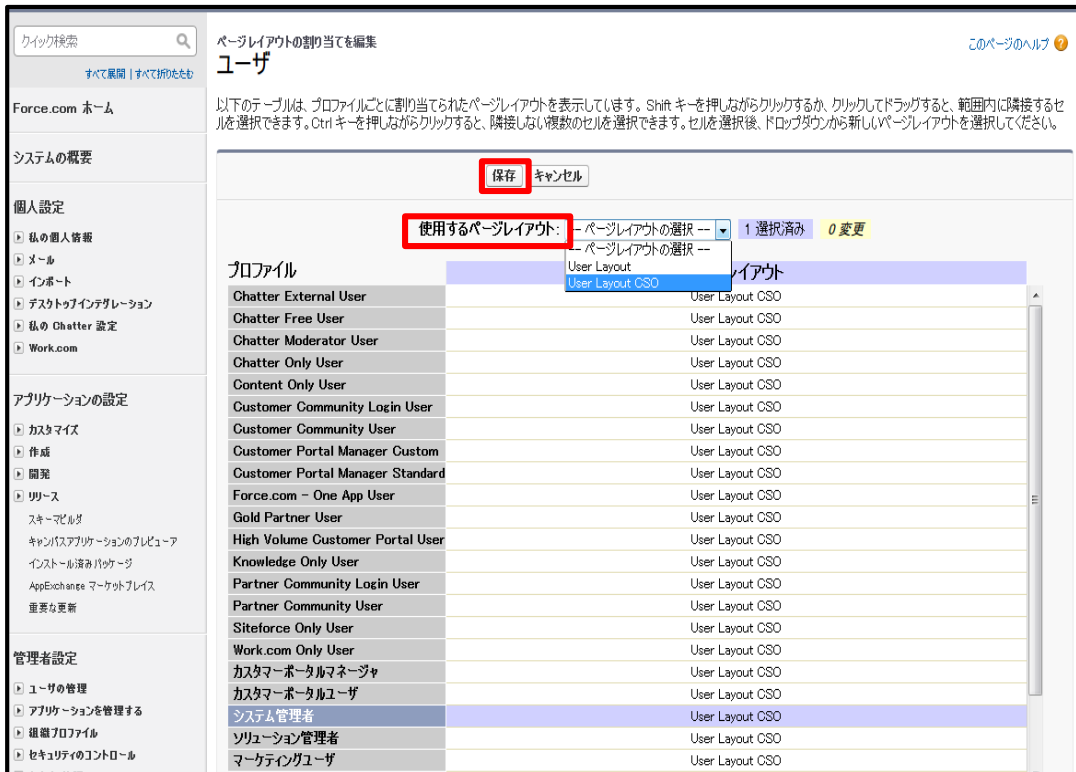 クイック検索
すべて展開 | すべて折りたたむ
Force.com ホーム
システムの概要
個人設定
私の個人情報
メール
インポート
デスクトップインテグレーション
私の Chatter 設定
Work.com
アプリケーションの設定
カスタマイズ
作成
開発
リリース
スキーマビルダ
キャンバスアプリケーションのプレビューア
インストール済みパッケージ
AppExchange マーケットプレイス
重要な更新
管理者設定
ユーザの管理
アプリケーションを管理する
組織プロファイル
セキュリティのコントロール
ページレイアウトの割り当てを編集
ユーザ
このページのヘルプ ?
以下のテーブルは、プロファイルごとに割り当てられたページレイアウトを表示しています。Shift キーを押しながらクリックするか、クリックしてドラッグすると、範囲内に隣接するセ
ルを選択できます。Ctrl キーを押しながらクリックすると、隣接しない複数のセルを選択できます。セルを選択後、ドロップダウンから新しいページレイアウトを選択してください。
保存 キャンセル
使用するページレイアウト: -- ページレイアウトの選択 -- 1 選択済み 0 変更
-- ページレイアウトの選択 --
User Layout
User Layout CSO
プロファイル レイアウト
Chatter External User User Layout CSO
Chatter Free User User Layout CSO
Chatter Moderator User User Layout CSO
Chatter Only User User Layout CSO
Content Only User User Layout CSO
Customer Community Login User User Layout CSO
Customer Community User User Layout CSO
Customer Portal Manager Custom User Layout CSO
Customer Portal Manager Standard User Layout CSO
Force.com - One App User User Layout CSO
Gold Partner User User Layout CSO
High Volume Customer Portal User User Layout CSO
Knowledge Only User User Layout CSO
Partner Community Login User User Layout CSO
Partner Community User User Layout CSO
Siteforce Only User User Layout CSO
Work.com Only User User Layout CSO
カスタマーポータルマネージャ User Layout CSO
カスタマーポータルユーザ User Layout CSO
システム管理者 User Layout CSO
ソリューション管理者 User Layout CSO
マーケティングユーザ User Layout CSO